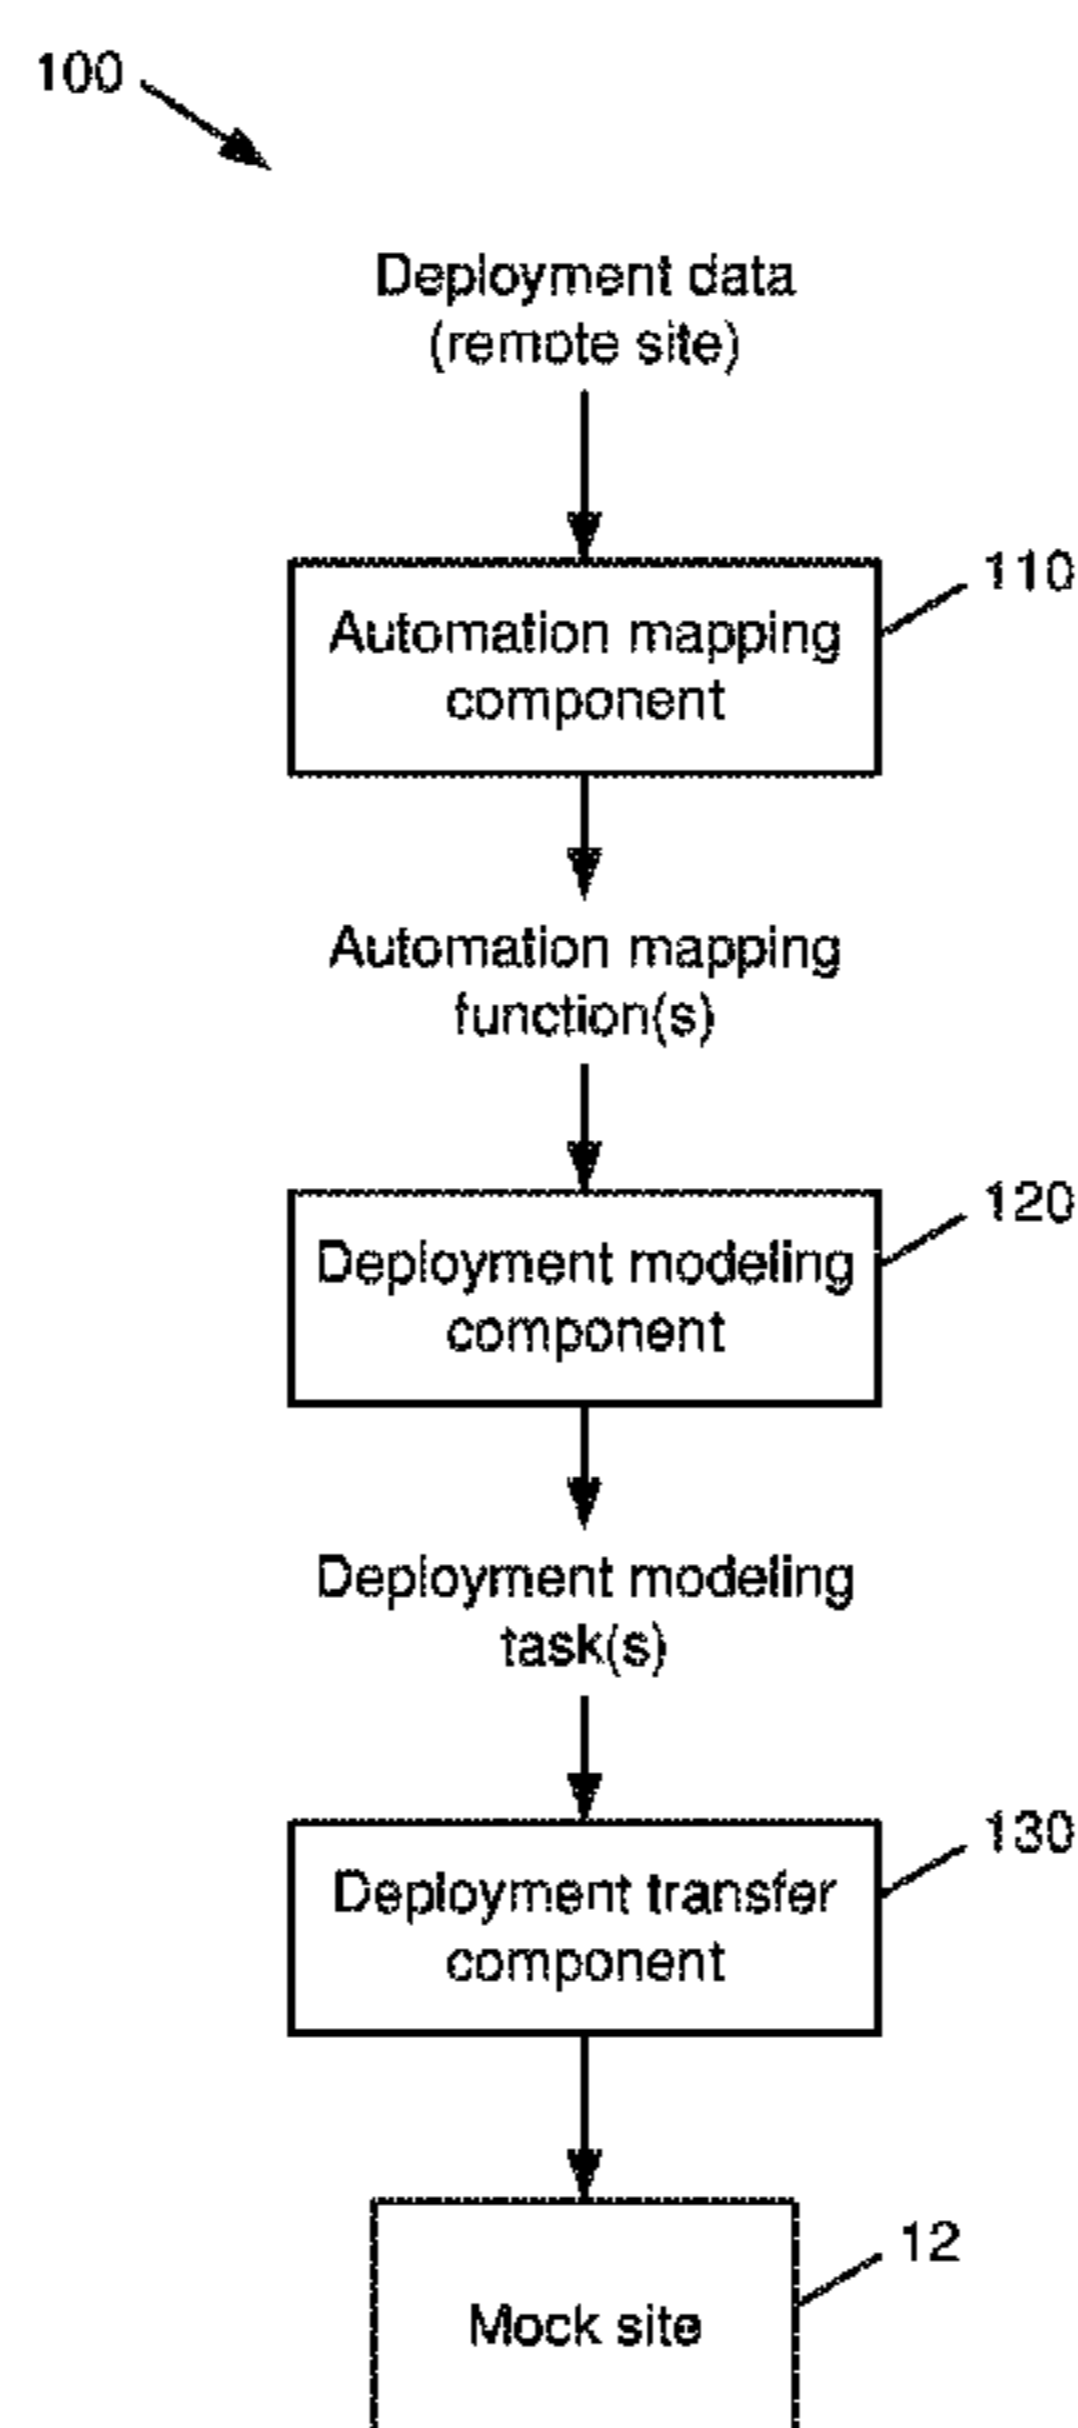 100
Deployment data
(remote site)
110
Automation mapping
component
Automation mapping
function(s)
120
Deployment modeling
component
Deployment modeling
task(s)
130
Deployment transfer
component
12
Mock site